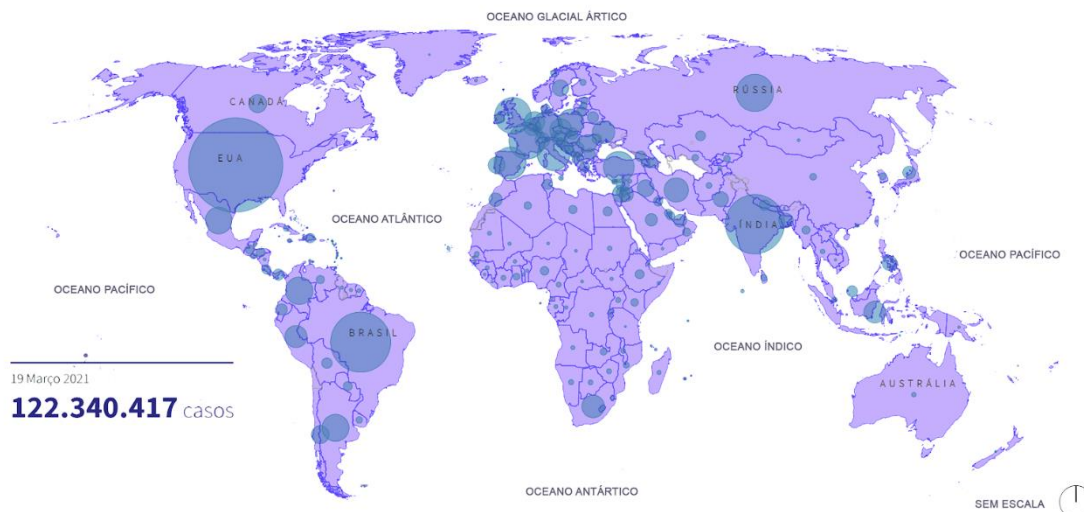 OCEANO GLACIAL ÁRTICO
CANADÁ
RÚSSIA
EUA
OCEANO ATLÂNTICO
ÍNDIA
OCEANO PACÍFICO
OCEANO PACÍFICO
BRASIL
OCEANO ÍNDICO
19 Março 2021
AUSTRÁLIA
122.340.417 casos
OCEANO ANTÁRTICO
SEM ESCALA